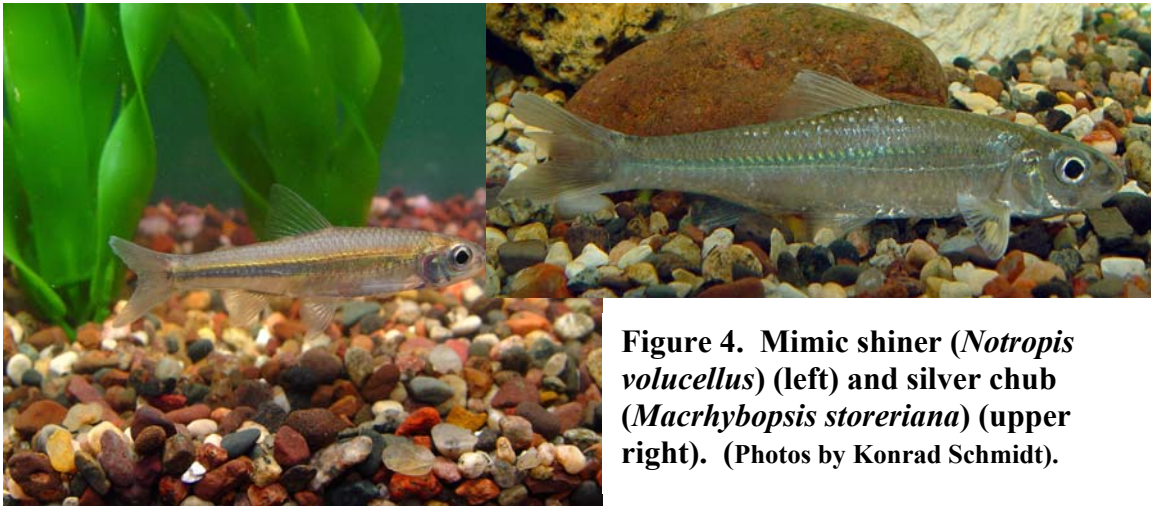 Figure 4. Mimic shiner (Notropis
volucellus) (left) and silver chub
(Macrhybopsis storeriana) (upper
right). (Photos by Konrad Schmidt).